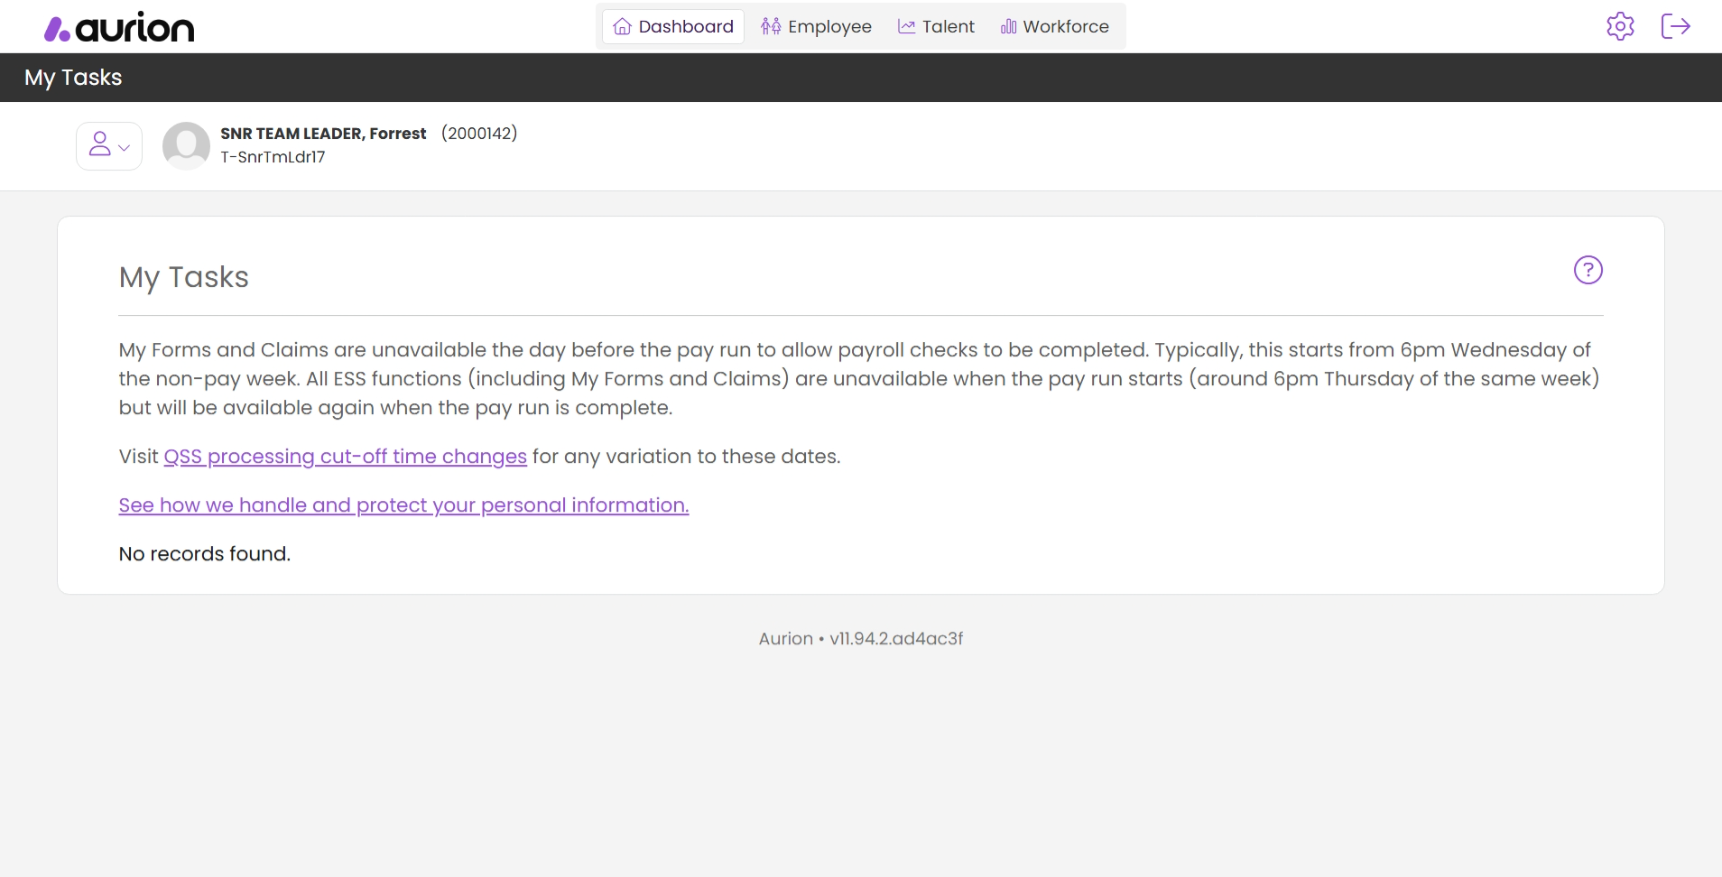 aurion
Dashboard
Employee
Talent
Workforce
My Tasks
SNR TEAM LEADER, Forrest (2000142)
T-SnrTmLdr17
My Tasks
?
My Forms and Claims are unavailable the day before the pay run to allow payroll checks to be completed. Typically, this starts from 6pm Wednesday of
the non-pay week. All ESS functions (including My Forms and Claims) are unavailable when the pay run starts (around 6pm Thursday of the same week)
but will be available again when the pay run is complete.
Visit QSS processing cut-off time changes for any variation to these dates.
See how we handle and protect your personal information.
No records found.
Aurion • v11.94.2.ad4ac3f